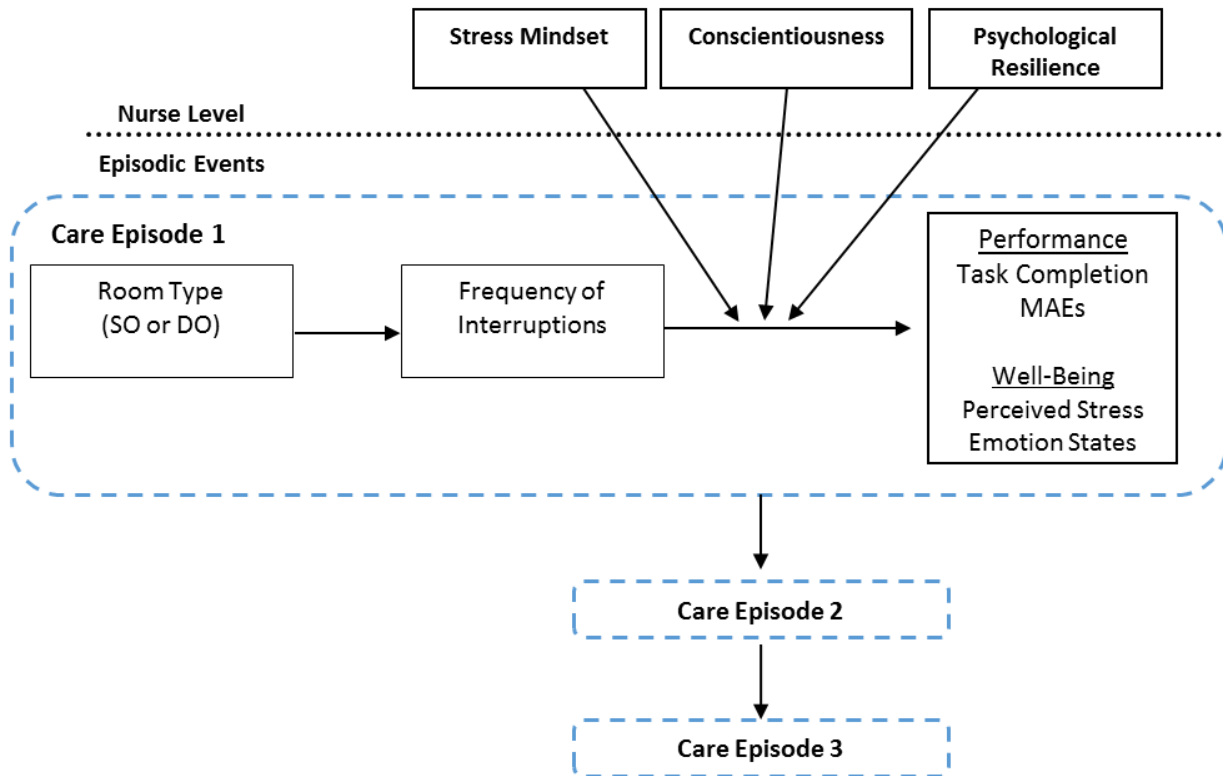 Stress Mindset
Conscientiousness
Psychological
Resilience
Nurse Level
Episodic Events
Care Episode 1
Room Type
(SO or DO)
Frequency of
Interruptions
Performance
Task Completion
MAEs
Well-Being
Perceived Stress
Emotion States
Care Episode 2
Care Episode 3